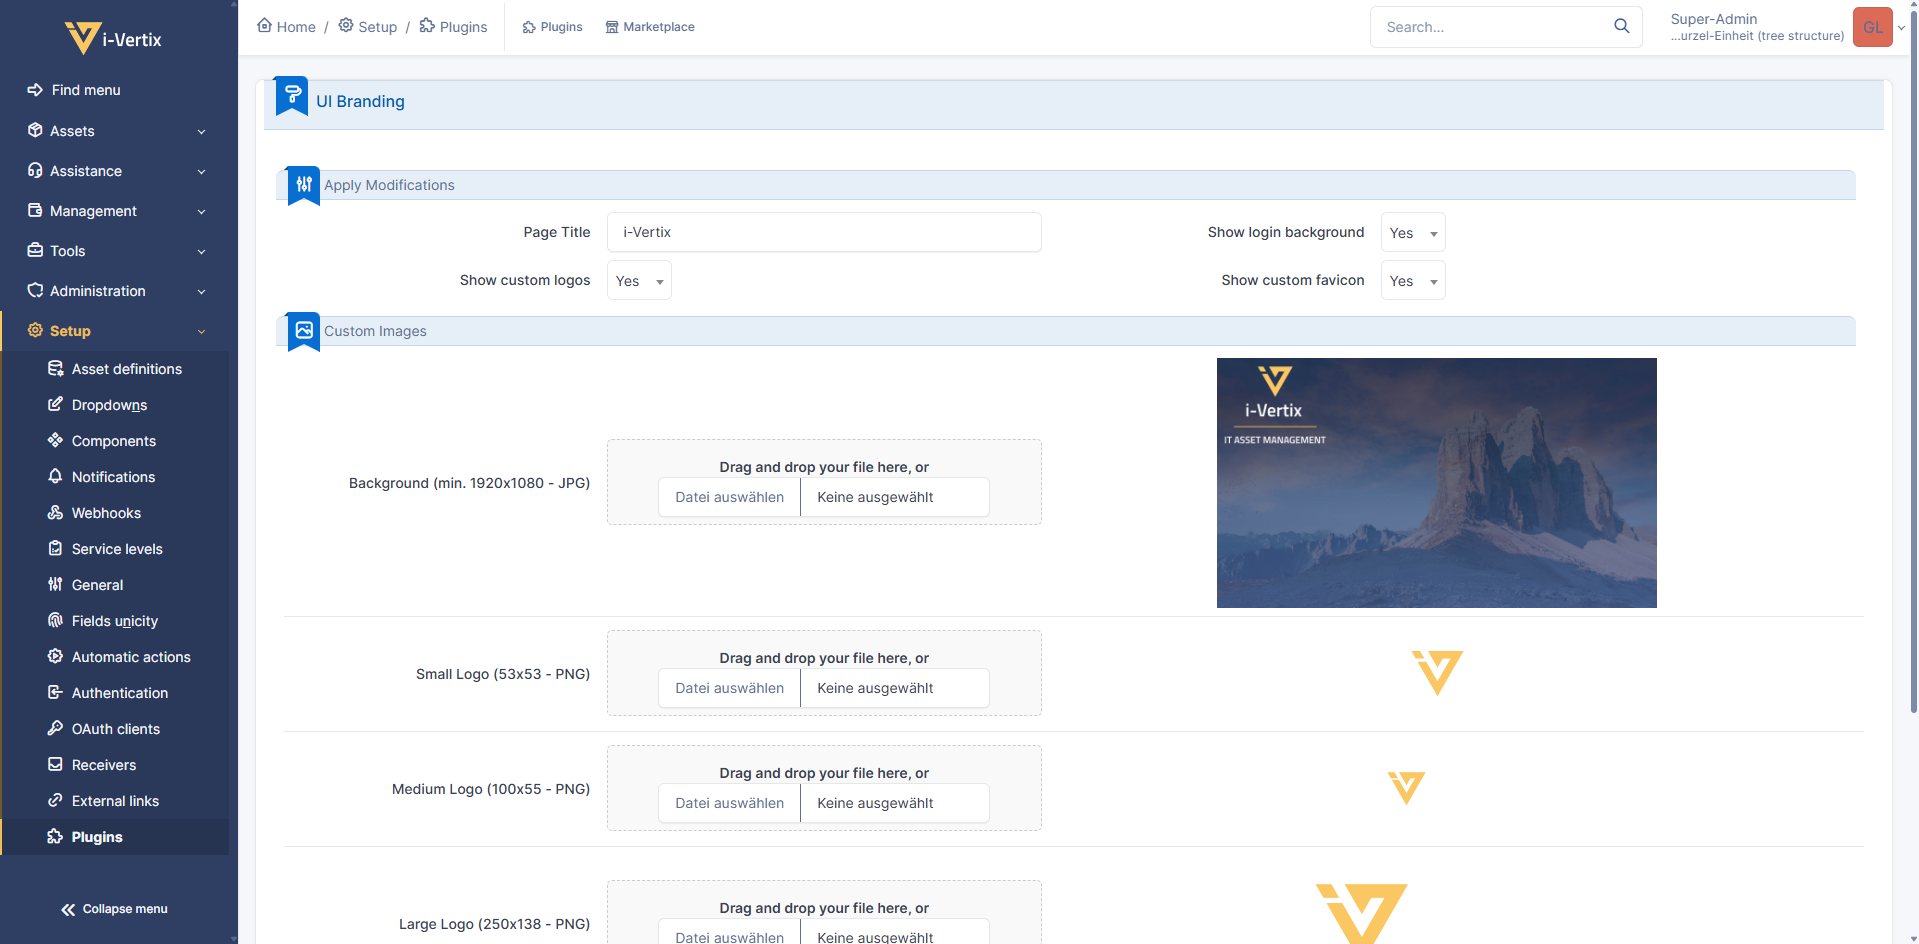 i-Vertix
Find menu
Assets
Assistance
Management
Tools
Administration
Setup
Asset definitions
Dropdowns
Components
Notifications
Webhooks
Service levels
General
Fields unicity
Automatic actions
Authentication
OAuth clients
Receivers
External links
Plugins
Collapse menu
Home / Setup / Plugins
Plugins
Marketplace
Search...
Super-Admin
...urzel-Einheit (tree structure)
GL
UI Branding
Apply Modifications
Page Title
i-Vertix
Show login background
Yes
Show custom logos
Yes
Show custom favicon
Yes
Custom Images
Background (min. 1920x1080 - JPG)
Drag and drop your file here, or
Datei auswählen
Keine ausgewählt
i-Vertix
IT ASSET MANAGEMENT
Small Logo (53x53 - PNG)
Drag and drop your file here, or
Datei auswählen
Keine ausgewählt
Medium Logo (100x55 - PNG)
Drag and drop your file here, or
Datei auswählen
Keine ausgewählt
Large Logo (250x138 - PNG)
Drag and drop your file here, or
Datei auswählen
Keine ausgewählt